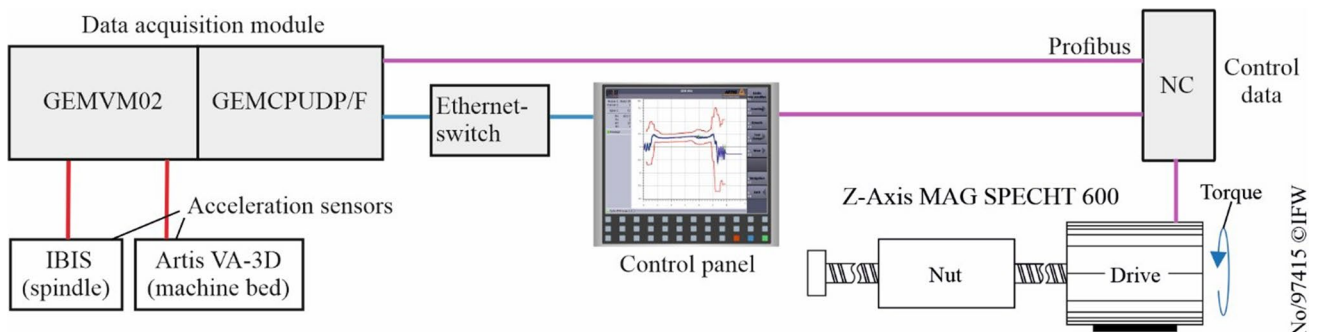 Data acquisition module
GEMVM02
GEMCPUDP/F
Ethernet-
switch
Profibus
NC
Control
data
Acceleration sensors
IBIS
(spindle)
Artis VA-3D
(machine bed)
Control panel
Z-Axis MAG SPECHT 600
Torque
Nut
Drive
No/97415 ©IFW